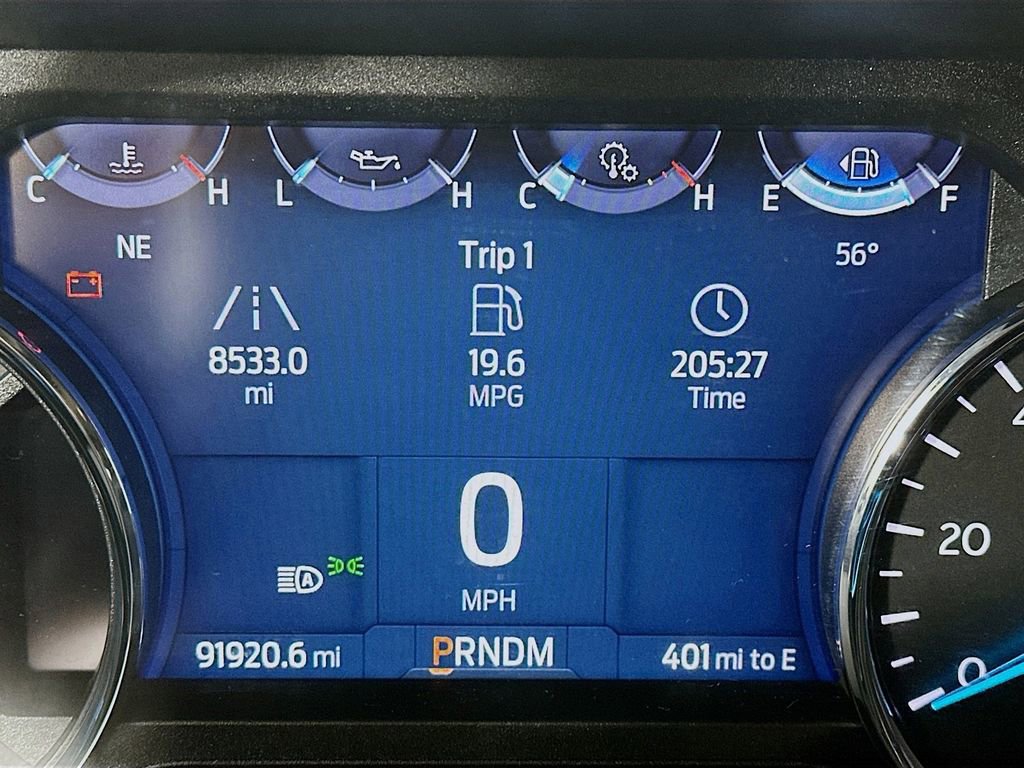 C H L H C H E F
NE Trip 1 56°
8533.0 19.6 205:27
mi MPG Time
20
0
MPH
A
91920.6 mi PRNDM 401 mi to E
0